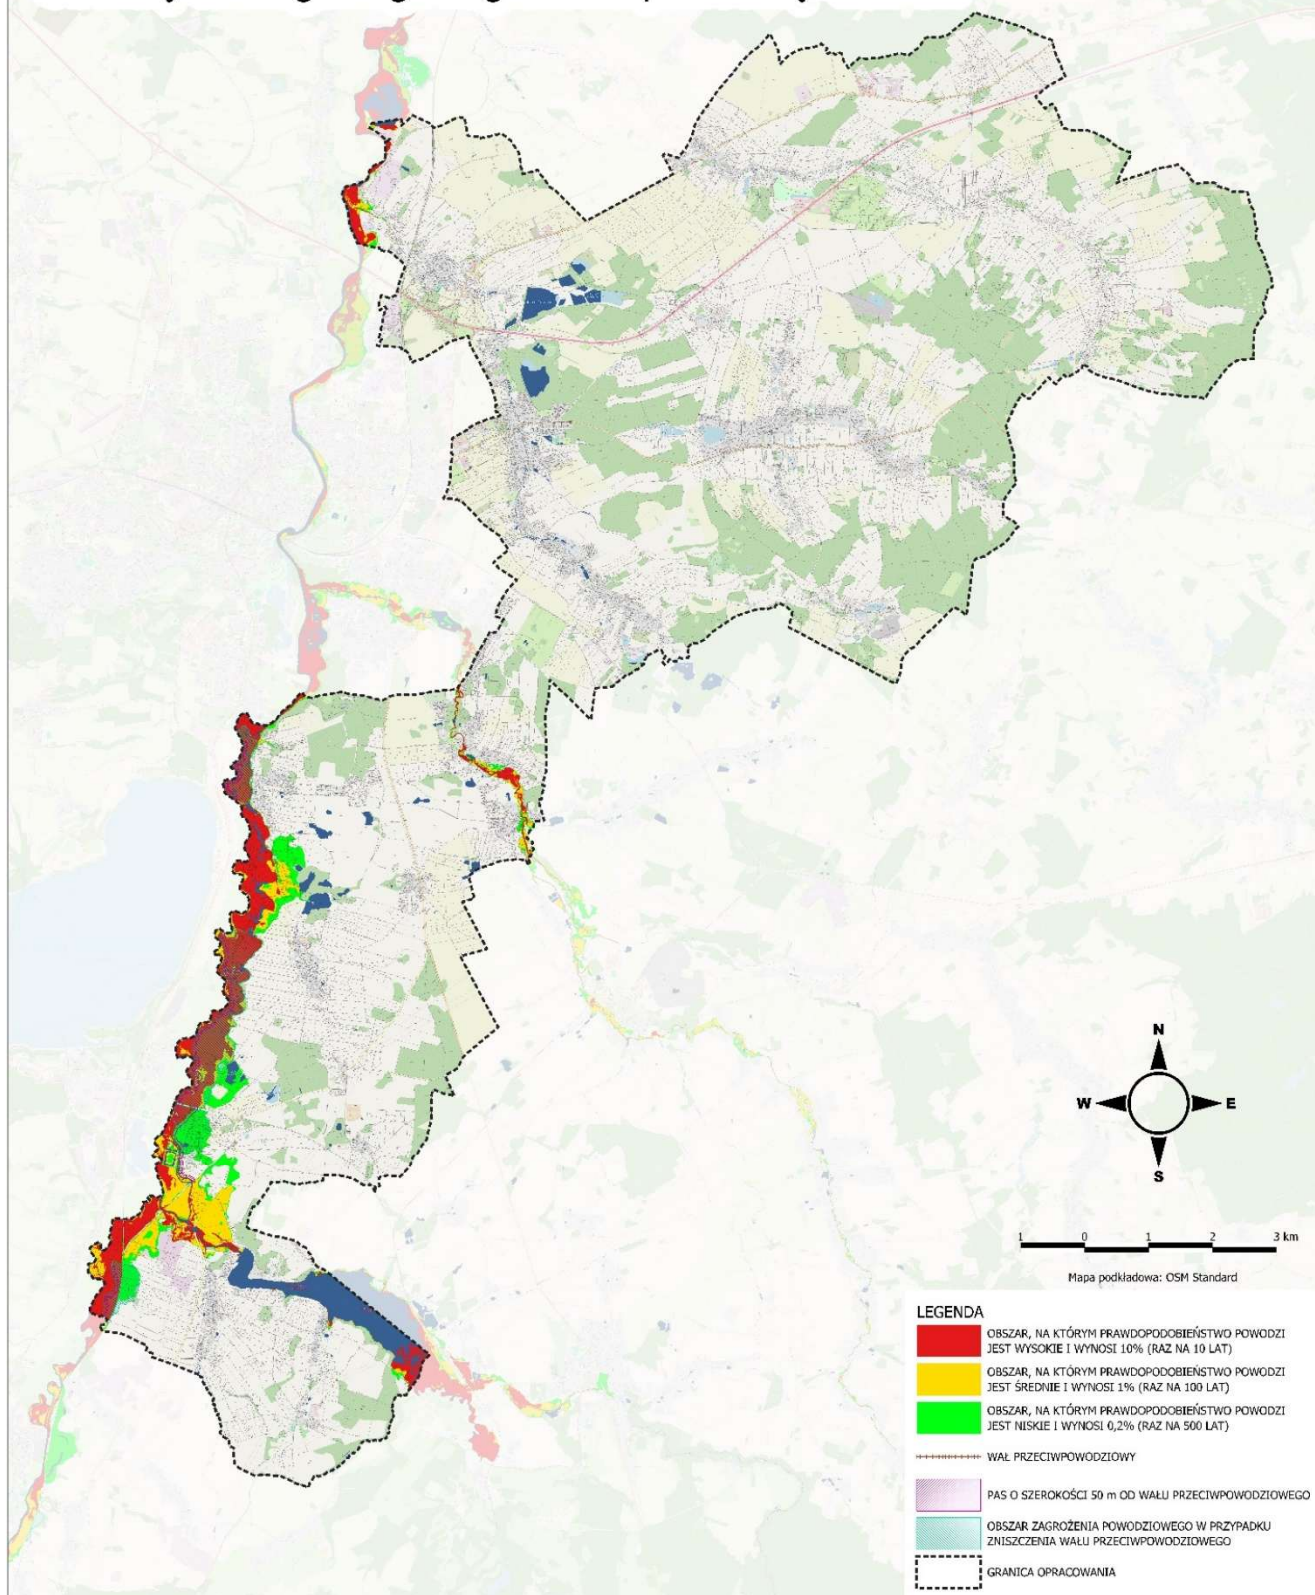 N
W
E
S
1 0 1 2 3 km
Mapa podkładowa: OSM Standard
LEGENDA
OBSZAR, NA KTÓRYM PRAWDOPODOBIEŃSTWO POWODZI
JEST WYSOKIE I WYNOSI 10% (RAZ NA 10 LAT)
OBSZAR, NA KTÓRYM PRAWDOPODOBIEŃSTWO POWODZI
JEST ŚREDNIE I WYNOSI 1% (RAZ NA 100 LAT)
OBSZAR, NA KTÓRYM PRAWDOPODOBIEŃSTWO POWODZI
JEST NISKIE I WYNOSI 0,2% (RAZ NA 500 LAT)
WAŁ PRZECIWPOWODZIOWY
PAS O SZEROKOŚCI 50 m OD WAŁU PRZECIWPOWODZIOWEGO
OBSZAR ZAGROŻENIA POWODZIOWEGO W PRZYPADKU
ZNISZCZENIA WAŁU PRZECIWPOWODZIOWEGO
GRANICA OPRACOWANIA